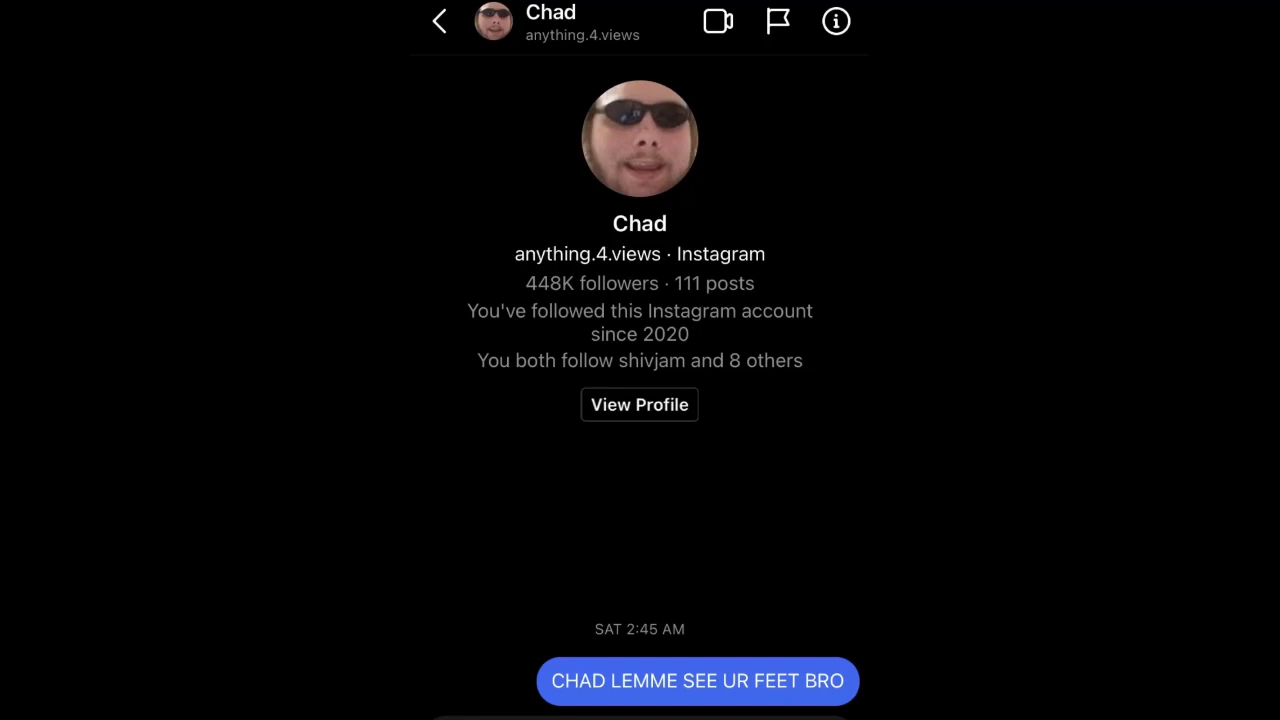 Chad
anything.4.views
Chad
anything.4.views · Instagram
448K followers · 111 posts
You've followed this Instagram account
since 2020
You both follow shivjam and 8 others
View Profile
SAT 2:45 AM
CHAD LEMME SEE UR FEET BRO